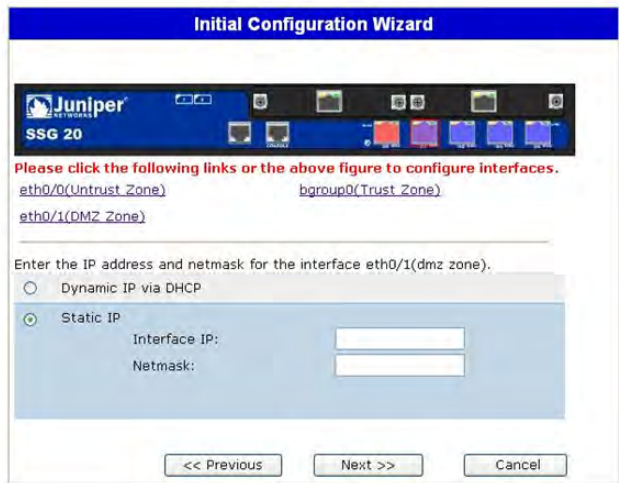 Initial Configuration Wizard
Juniper
NETWORKS
SSG 20
CONSOLE
Please click the following links or the above figure to configure interfaces.
eth0/0(Untrust Zone) bgroup0(Trust Zone)
eth0/1(DMZ Zone)
Enter the IP address and netmask for the interface eth0/1(dmz zone).
Dynamic IP via DHCP
Static IP
Interface IP:
Netmask:
<< Previous Next >> Cancel